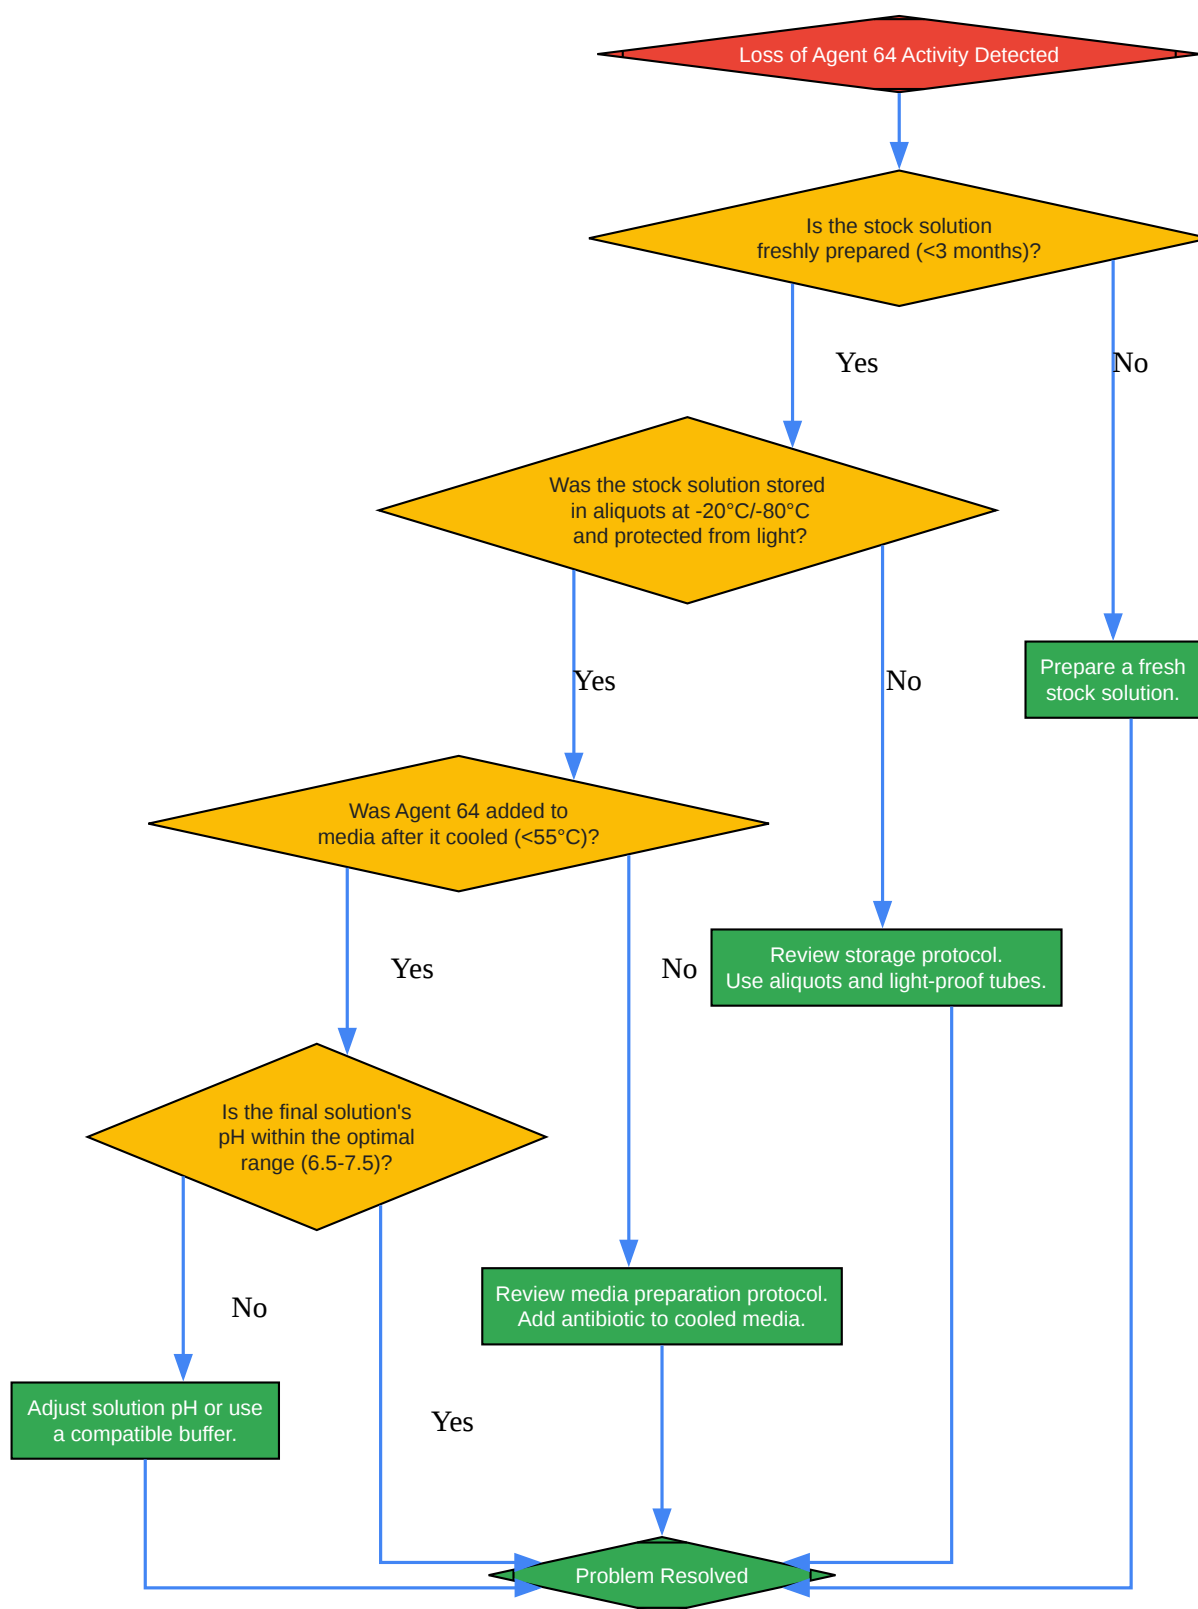 Loss of Agent 64 Activity Detected
Is the stock solution
freshly prepared (<3 months)?
Yes
No
Was the stock solution stored
in aliquots at -20°C/-80°C
and protected from light?
Yes
No
Prepare a fresh
stock solution.
Was Agent 64 added to
media after it cooled (<55°C)?
Yes
No
Review storage protocol.
Use aliquots and light-proof tubes.
Is the final solution's
pH within the optimal
range (6.5-7.5)?
No
Review media preparation protocol.
Add antibiotic to cooled media.
Adjust solution pH or use
a compatible buffer.
Yes
Problem Resolved